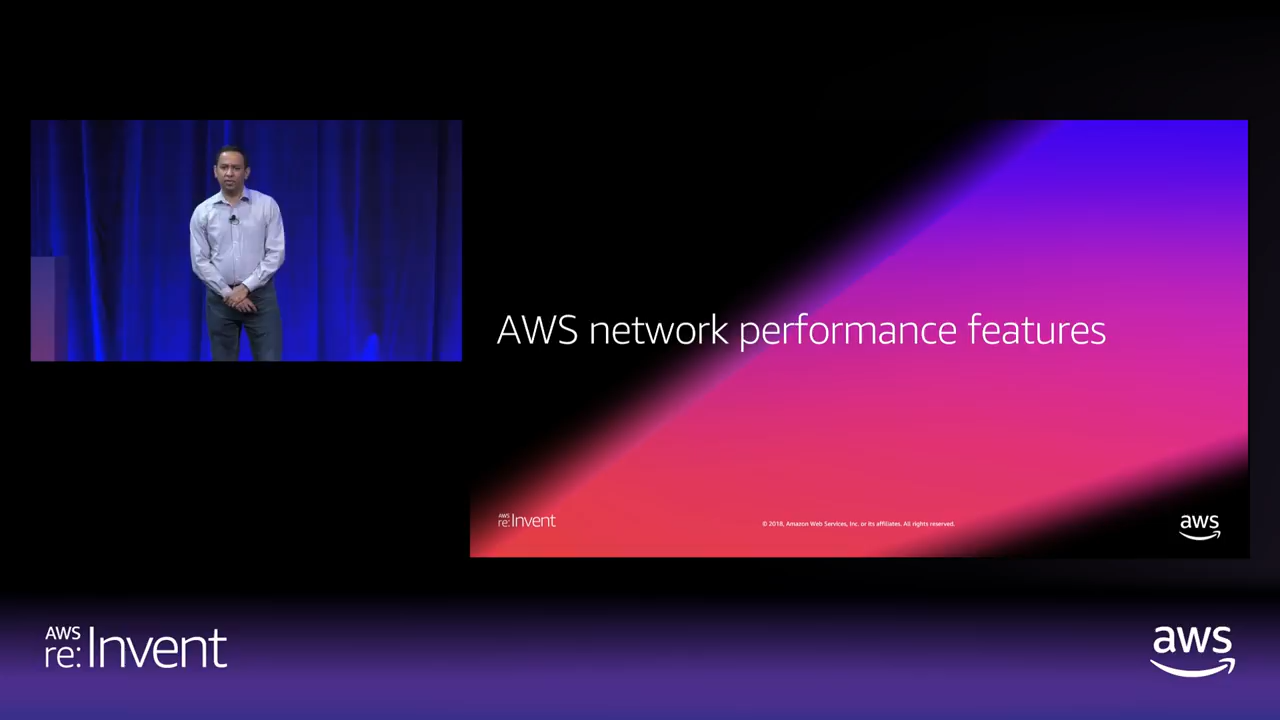 AWS network performance features
AWS
re:Invent
© 2018, Amazon Web Services, Inc. or its affiliates. All rights reserved.
aws
AWS
re:Invent
aws